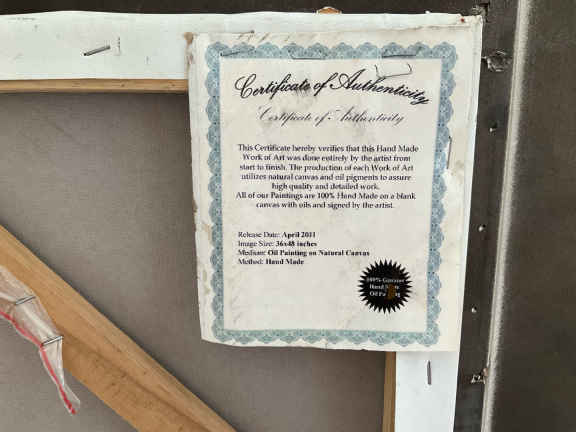 Certificate of Authenticity
Certificate of Authenticity
This Certificate hereby verifies that this Hand Made
Work of Art was done entirely by the artist from
start to finish. The production of each Work of Art
utilizes natural canvas and oil pigments to assure
high quality and detailed work.
All of our Paintings are 100% Hand Made on a blank
canvas with oils and signed by the artist.
Release Date: April 2011
Image Size: 36x48 inches
Medium: Oil Painting on Natural Canvas
Method: Hand Made
100%
Hand
Oil Painting